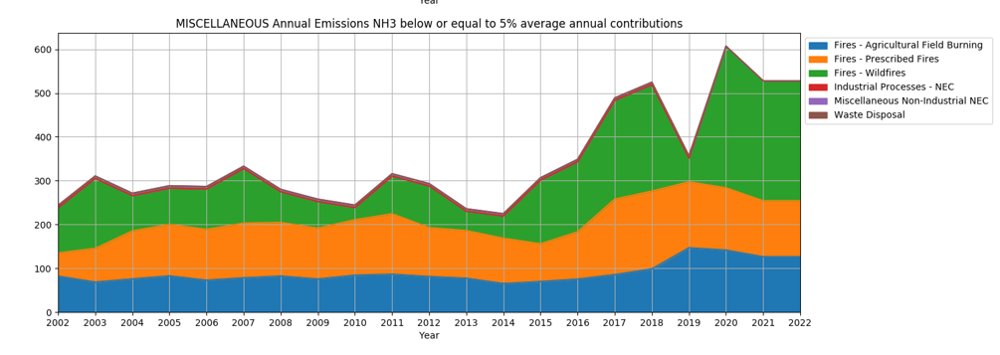 Year
MISCELLANEOUS Annual Emissions NH3 below or equal to 5% average annual contributions
600
500
400
300
200
100
0
2002 2003 2004 2005 2006 2007 2008 2009 2010 2011 2012 2013 2014 2015 2016 2017 2018 2019 2020 2021 2022
Year
Fires - Agricultural Field Burning
Fires - Prescribed Fires
Fires - Wildfires
Industrial Processes - NEC
Miscellaneous Non-Industrial NEC
Waste Disposal